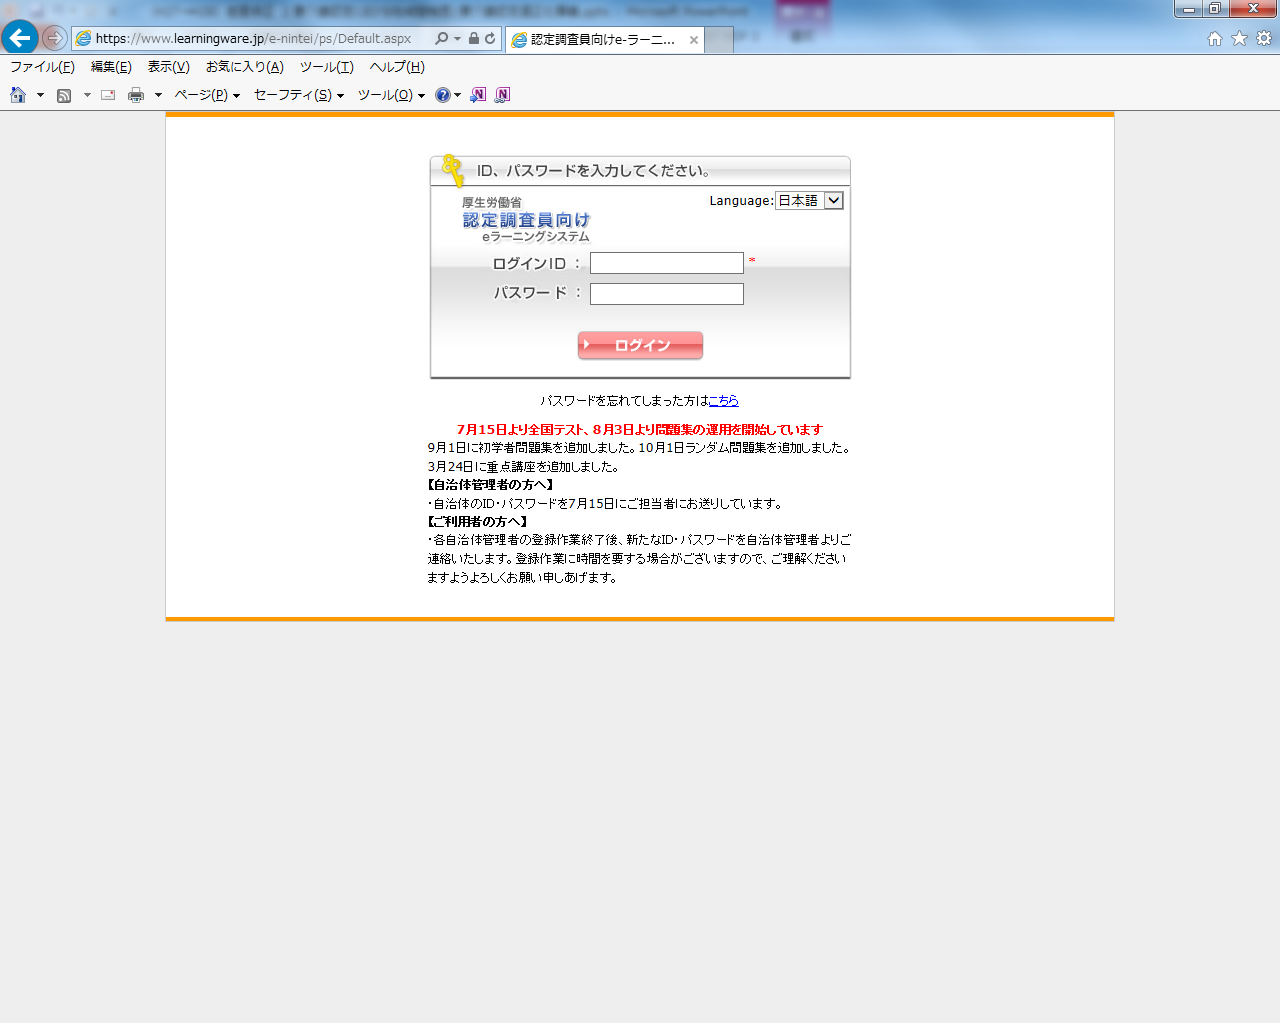 https://www.learningware.jp/e-nintei/ps/Default.aspx
認定調査員向けe-ラーニ...
ファイル(F) 編集(E) 表示(V) お気に入り(A) ツール(T) ヘルプ(H)
ページ(P) セーフティ(S) ツール(O)
ID、パスワードを入力してください。
Language: 日本語
厚生労働省
認定調査員向け
eラーニングシステム
ログインID :
*
パスワード :
ログイン
パスワードを忘れてしまった方はこちら
7月15日より全国テスト、8月3日より問題集の運用を開始しています
9月1日に初学者問題集を追加しました。10月1日ランダム問題集を追加しました。
3月24日に重点講座を追加しました。
【自治体管理者の方へ】
・自治体のID・パスワードを7月15日にご担当者にお送りしています。
【ご利用者の方へ】
・各自治体管理者の登録作業終了後、新たなID・パスワードを自治体管理者よりご
連絡いたします。登録作業に時間を要する場合がございますので、ご理解ください
ますようよろしくお願い申しあげます。